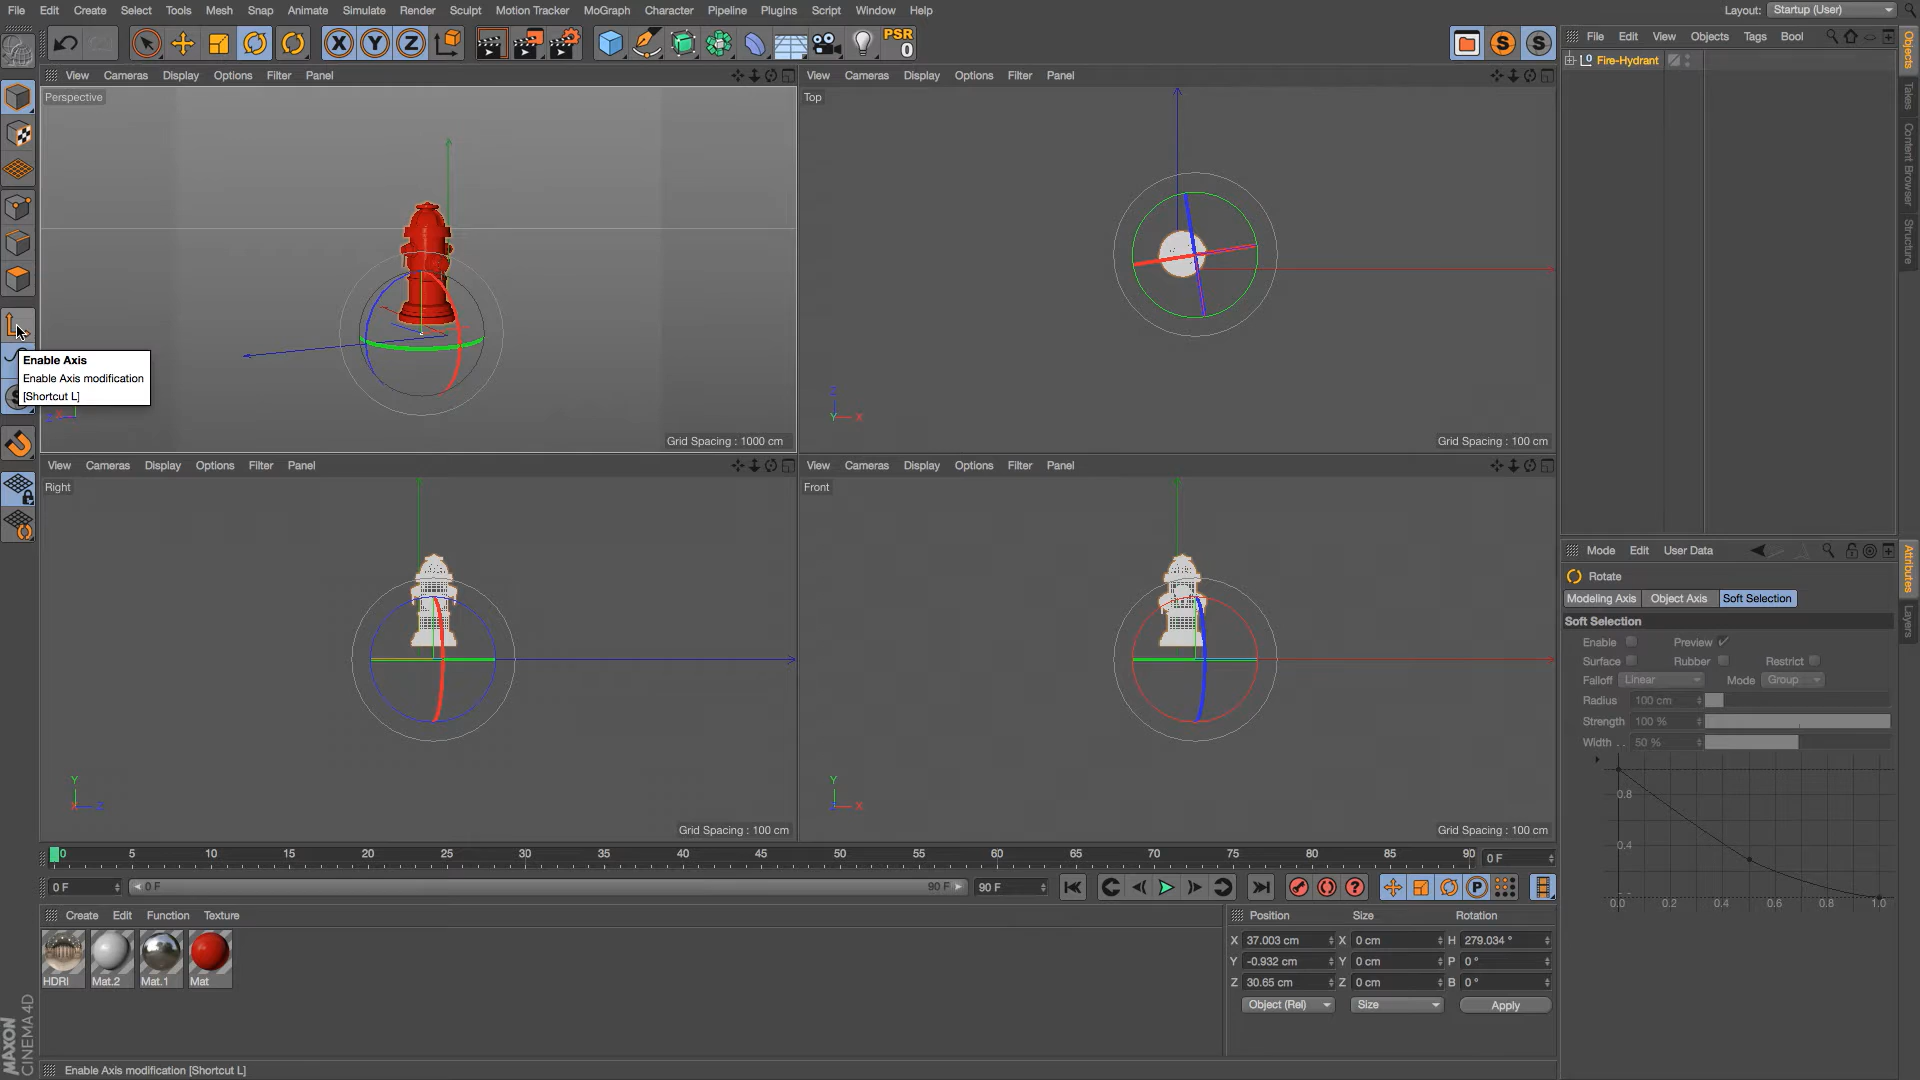 File Edit Create Select Tools Mesh Snap Animate Simulate Render Sculpt Motion Tracker MoGraph Character Pipeline Plugins Script Window Help
Layout: Startup (User)
X Y Z
PSR
0
S S
File Edit View Objects Tags Bool
Fire-Hydrant
Objects
Takes
Content Browser
Structure
View Cameras Display Options Filter Panel
Perspective
Grid Spacing : 1000 cm
View Cameras Display Options Filter Panel
Top
Z
Y X
Grid Spacing : 100 cm
Enable Axis
Enable Axis modification
[Shortcut L]
View Cameras Display Options Filter Panel
Right
Y
X Z
Grid Spacing : 100 cm
View Cameras Display Options Filter Panel
Front
Y
Z X
Grid Spacing : 100 cm
Mode Edit User Data
Rotate
Modeling Axis Object Axis Soft Selection
Soft Selection
Enable Preview
Surface Rubber Restrict
Falloff Linear Mode Group
Radius 100 cm
Strength 100 %
Width . . 50 %
0.8
0.4
0.0 0.2 0.4 0.6 0.8 1.0
Attributes
Layers
0 5 10 15 20 25 30 35 40 45 50 55 60 65 70 75 80 85 90 0 F
0 F 0 F 90 F 90 F
P
Create Edit Function Texture
HDRI Mat.2 Mat.1 Mat
Position Size Rotation
X 37.003 cm X 0 cm H 279.034 °
Y -0.932 cm Y 0 cm P 0 °
Z 30.65 cm Z 0 cm B 0 °
Object (Rel) Size Apply
MAXON
CINEMA 4D
Enable Axis modification [Shortcut L]